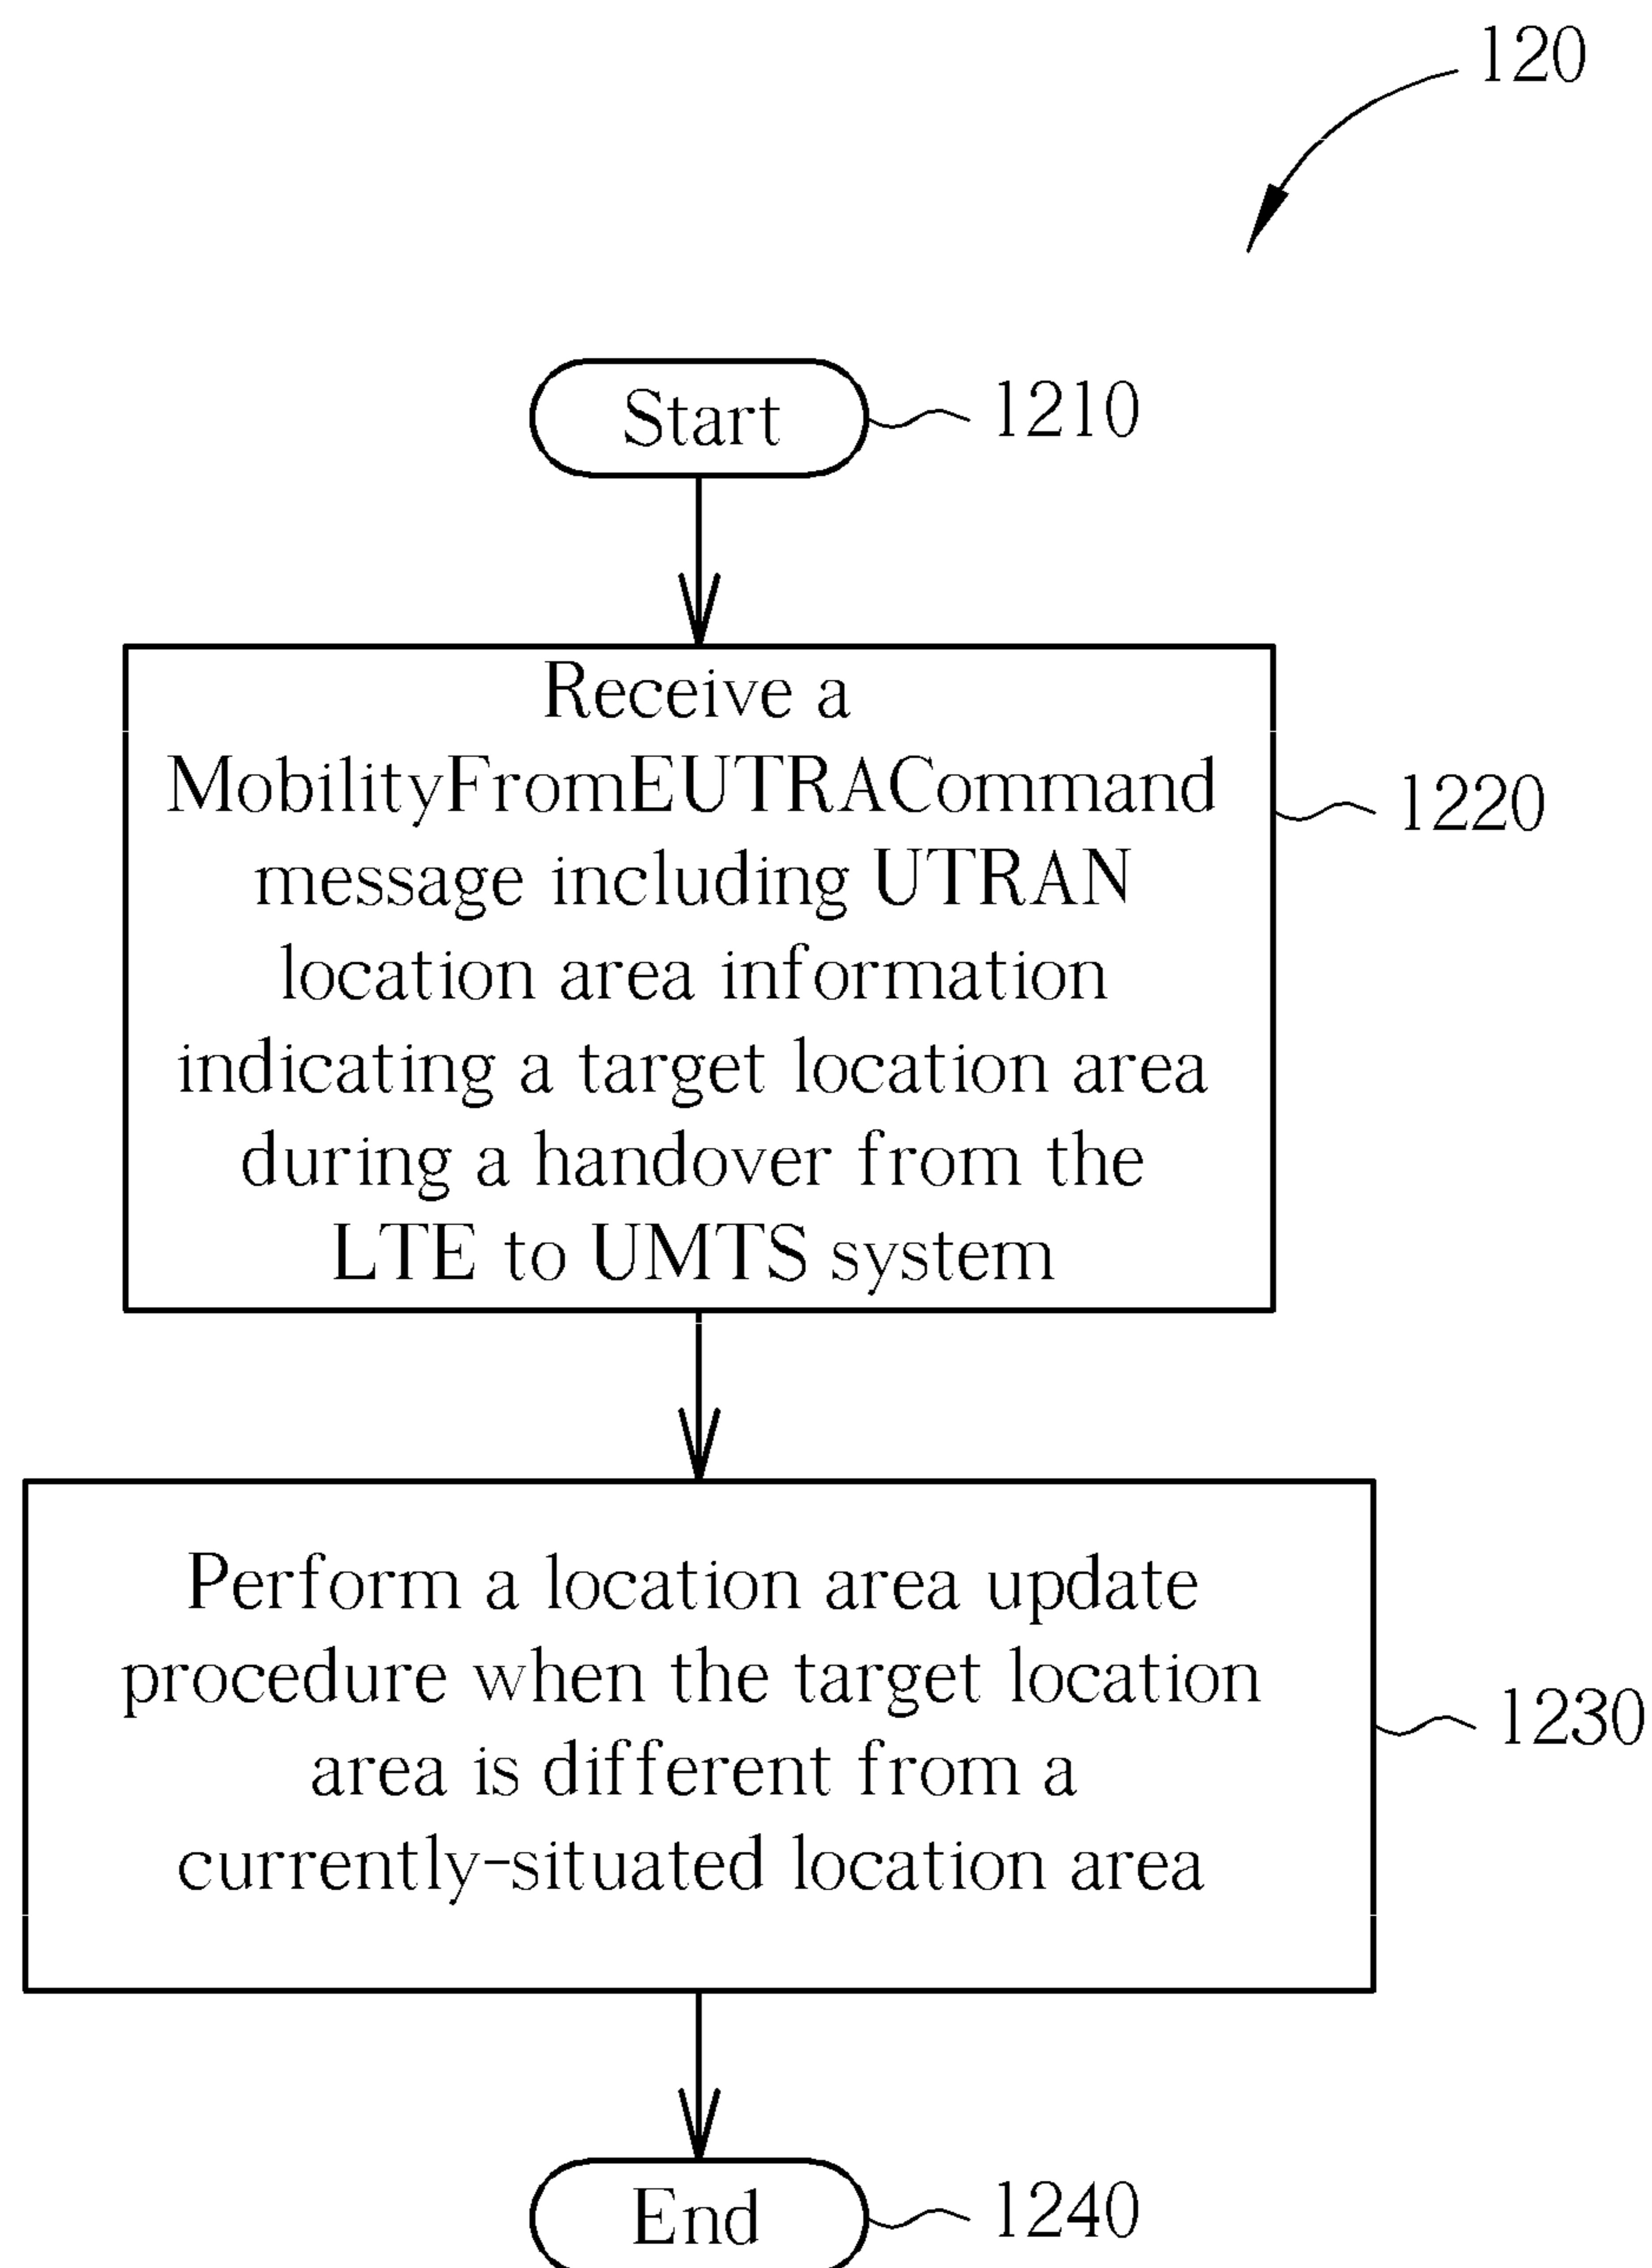 120
Start
1210
Receive a
MobilityFromEUTRACommand
message including UTRAN
location area information
indicating a target location area
during a handover from the
LTE to UMTS system
1220
Perform a location area update
procedure when the target location
area is different from a
currently-situated location area
1230
End
1240